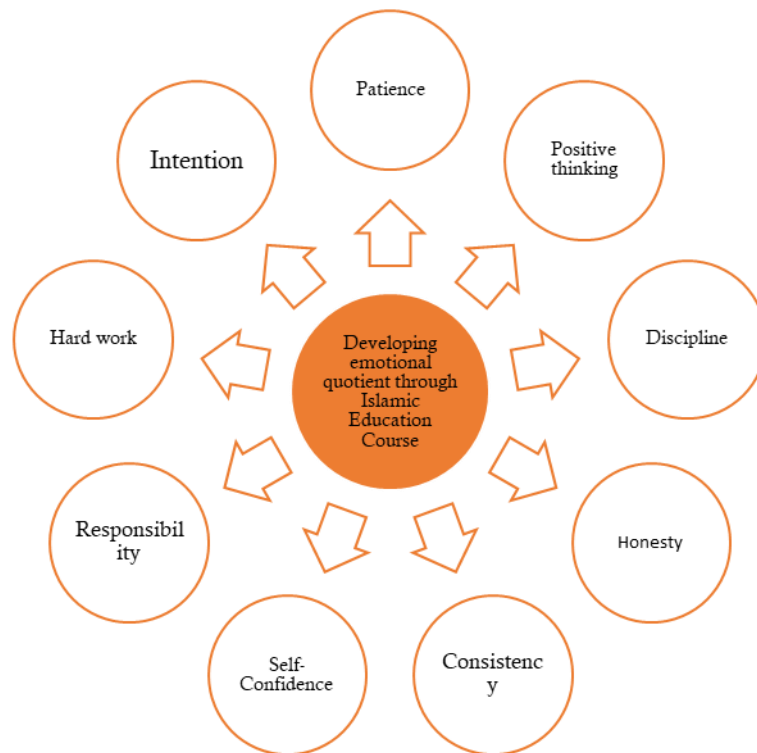 Patience
Positive
thinking
Discipline
Honesty
Consistenc
y
Self-
Confidence
Responsibil
ity
Hard work
Intention
Developing
emotional
quotient through
Islamic
Education
Course